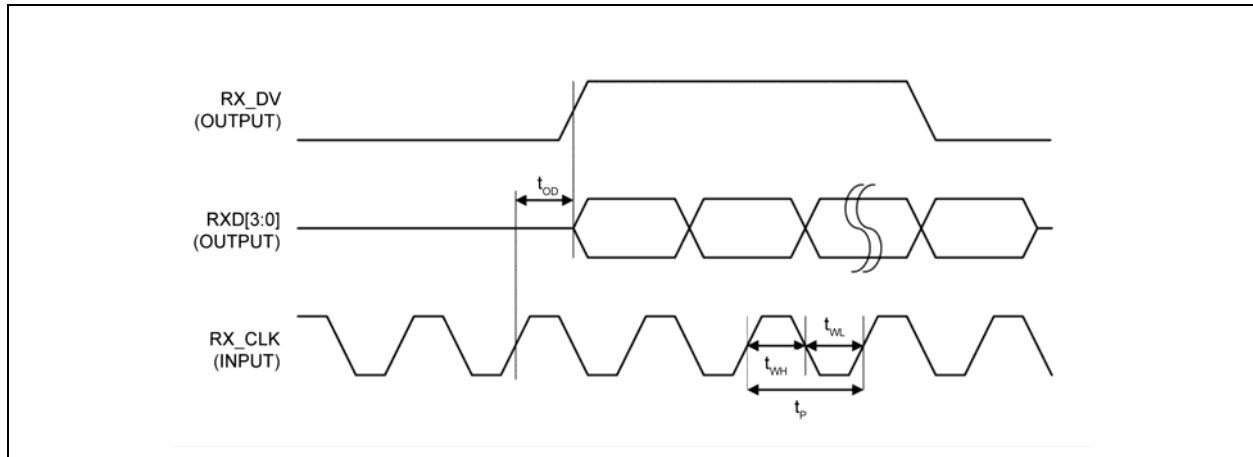 RX_DV
(OUTPUT)
tOD
RXD[3:0]
(OUTPUT)
RX_CLK
(INPUT)
tWL
tWH
tP